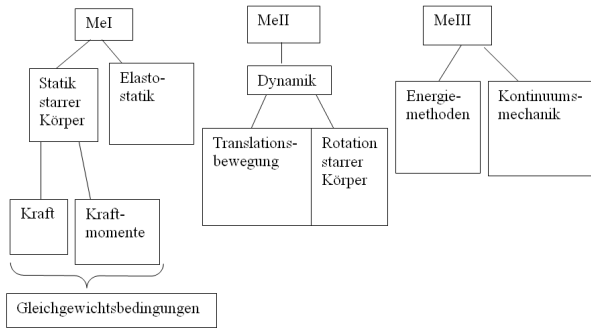 MeI
MeII
MeIII
Statik
starrer
Körper
Elasto-
statik
Dynamik
Energie-
methoden
Kontinuums-
mechanik
Translations-
bewegung
Rotation
starrer
Körper
Kraft
Kraft-
momente
Gleichgewichtsbedingungen